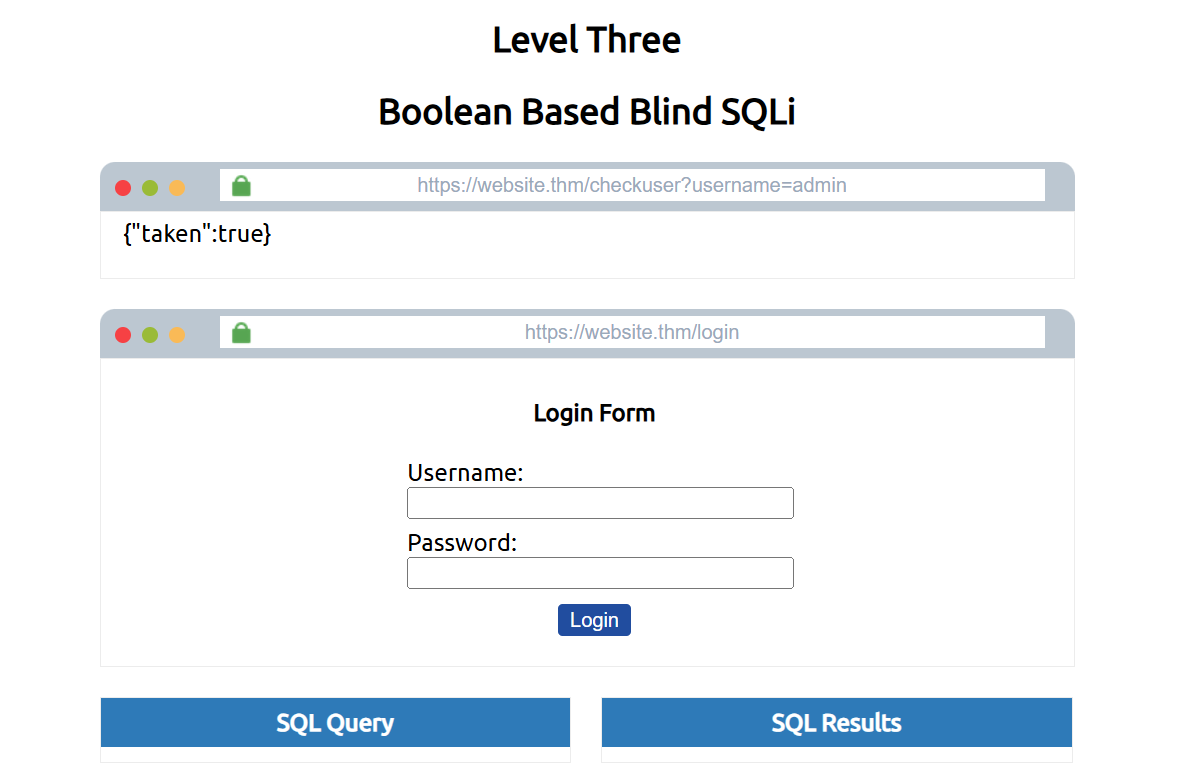 Level Three
Boolean Based Blind SQLi
https://website.thm/checkuser?username=admin
{"taken":true}
https://website.thm/login
Login Form
Username:
Password:
Login
SQL Query
SQL Results